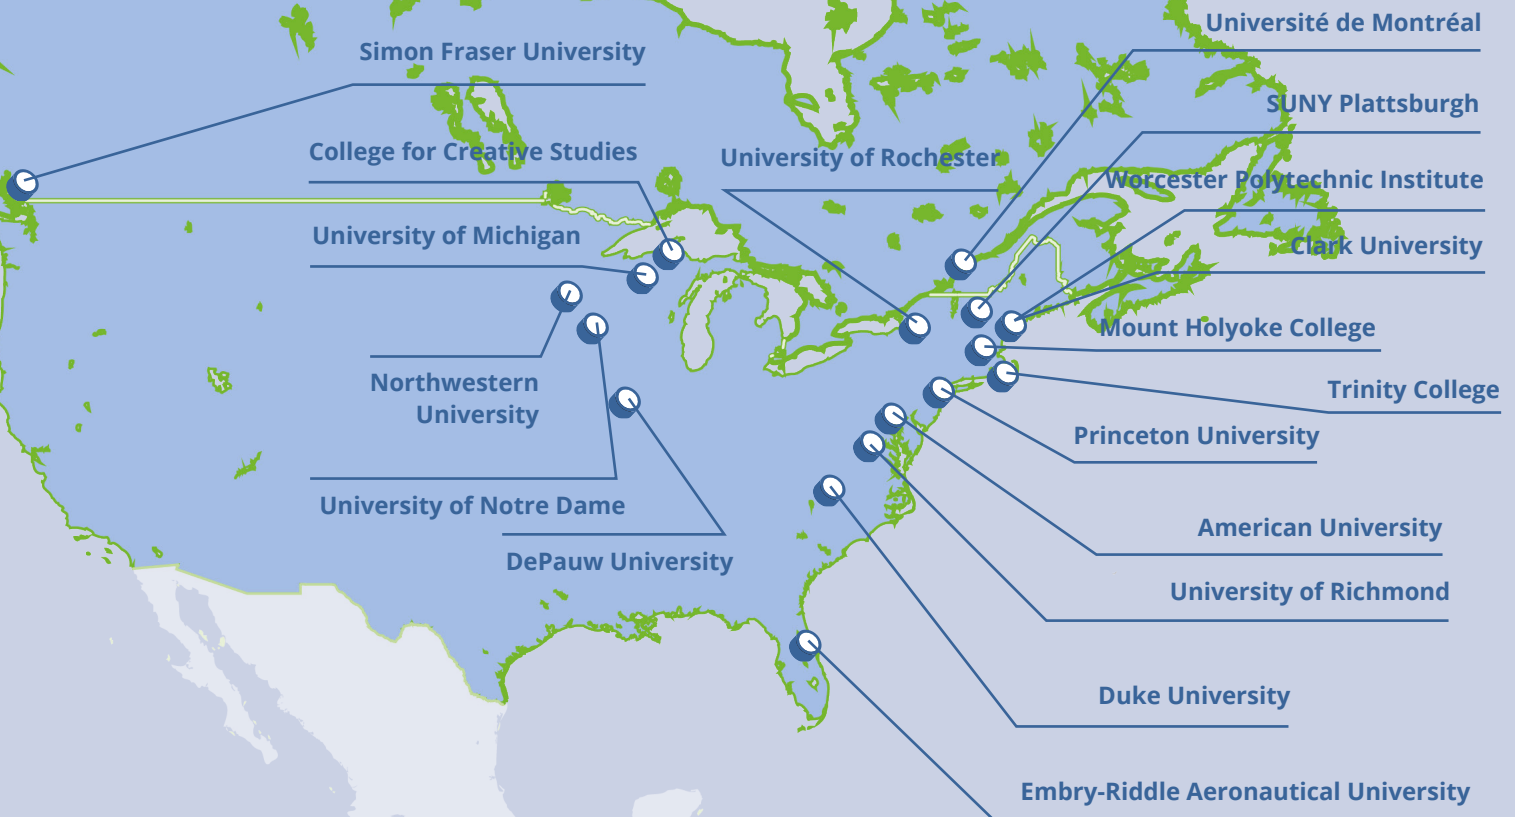 Université de Montréal
Simon Fraser University
SUNY Plattsburgh
College for Creative Studies
University of Rochester
Worcester Polytechnic Institute
University of Michigan
Clark University
Mount Holyoke College
Northwestern
University
Trinity College
Princeton University
University of Notre Dame
American University
DePauw University
University of Richmond
Duke University
Embry-Riddle Aeronautical University